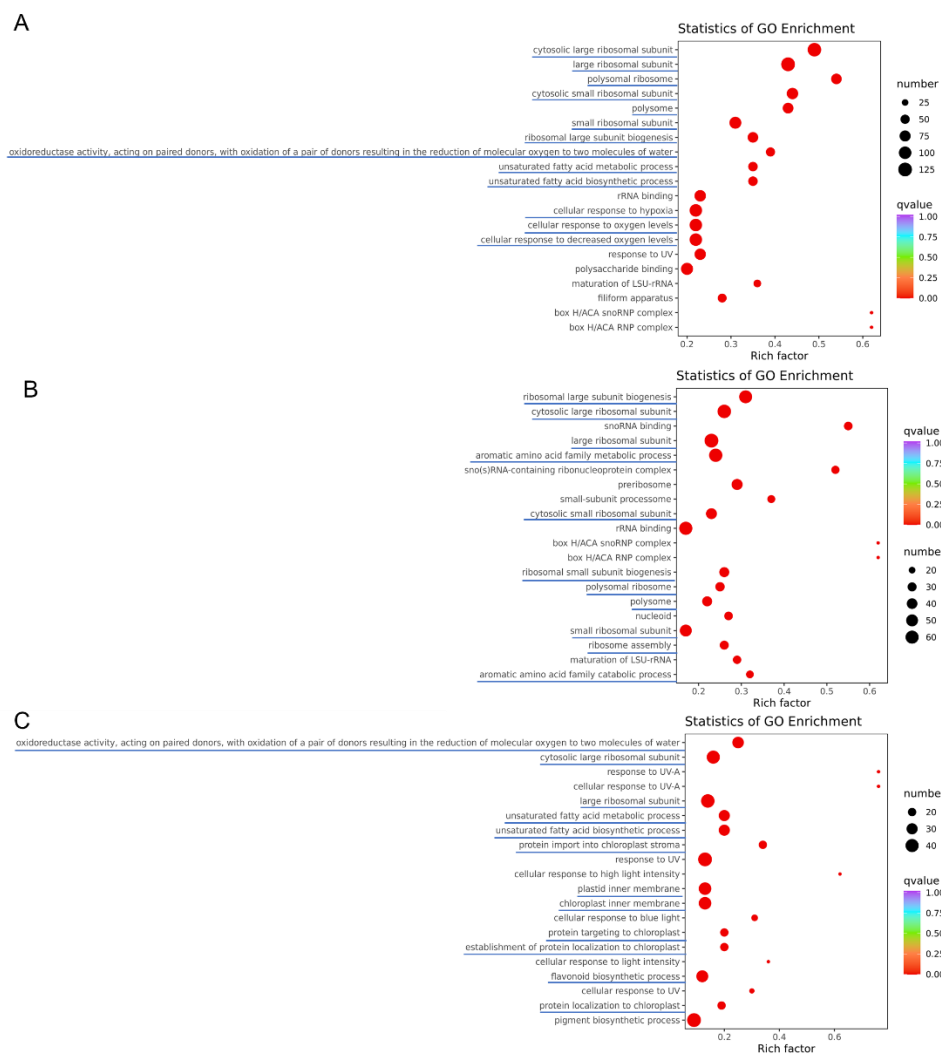 A
Statistics of GO Enrichment
cytosolic large ribosomal subunit
large ribosomal subunit
polysomal ribosome
cytosolic small ribosomal subunit
polysome
small ribosomal subunit
ribosomal large subunit biogenesis
oxidoreductase activity, acting on paired donors, with oxidation of a pair of donors resulting in the reduction of molecular oxygen to two molecules of water
unsaturated fatty acid metabolic process
unsaturated fatty acid biosynthetic process
rRNA binding
cellular response to hypoxia
cellular response to oxygen levels
cellular response to decreased oxygen levels
response to UV
polysaccharide binding
maturation of LSU-rRNA
filiform apparatus
box H/ACA snoRNP complex
box H/ACA RNP complex
0.2 0.3 0.4 0.5 0.6
Rich factor
number
25
50
75
100
125
qvalue
1.00
0.75
0.50
0.25
0.00
B
Statistics of GO Enrichment
ribosomal large subunit biogenesis
cytosolic large ribosomal subunit
snoRNA binding
large ribosomal subunit
aromatic amino acid family metabolic process
sno(s)RNA-containing ribonucleoprotein complex
preribosome
small-subunit processome
cytosolic small ribosomal subunit
rRNA binding
box H/ACA snoRNP complex
box H/ACA RNP complex
ribosomal small subunit biogenesis
polysomal ribosome
polysome
nucleoid
small ribosomal subunit
ribosome assembly
maturation of LSU-rRNA
aromatic amino acid family catabolic process
0.2 0.3 0.4 0.5 0.6
Rich factor
qvalue
1.00
0.75
0.50
0.25
0.00
number
20
30
40
50
60
C
Statistics of GO Enrichment
oxidoreductase activity, acting on paired donors, with oxidation of a pair of donors resulting in the reduction of molecular oxygen to two molecules of water
cytosolic large ribosomal subunit
response to UV-A
cellular response to UV-A
large ribosomal subunit
unsaturated fatty acid metabolic process
unsaturated fatty acid biosynthetic process
protein import into chloroplast stroma
response to UV
cellular response to high light intensity
plastid inner membrane
chloroplast inner membrane
cellular response to blue light
protein targeting to chloroplast
establishment of protein localization to chloroplast
cellular response to light intensity
flavonoid biosynthetic process
cellular response to UV
protein localization to chloroplast
pigment biosynthetic process
0.2 0.4 0.6
Rich factor
number
20
30
40
qvalue
1.00
0.75
0.50
0.25
0.00